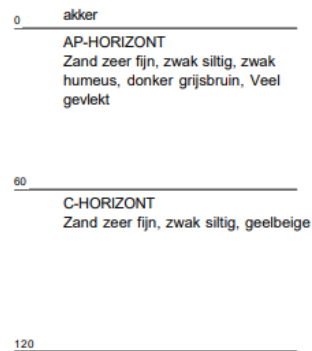 akker
0
AP-HORIZONT
Zand zeer fijn, zwak siltig, zwak
humeus, donker grijsbruin, Veel
gevlekt
60
C-HORIZONT
Zand zeer fijn, zwak siltig, geelbeige
120